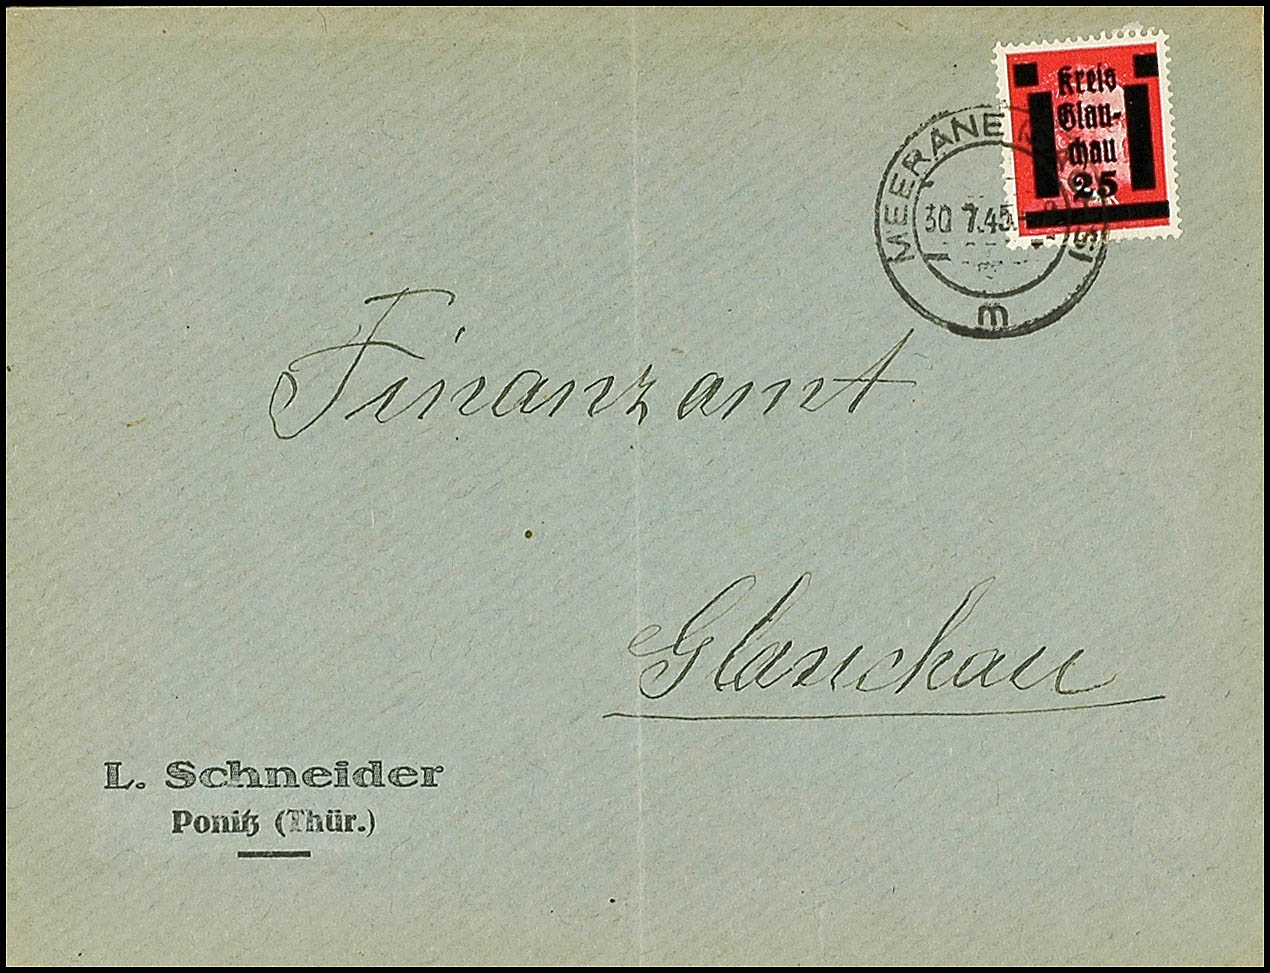 Kreis
Glau-
chau
25
MEERANE
30.7.45
m
Finanzamt
Glauchau
L. Schneider
Ponitz (Thür.)